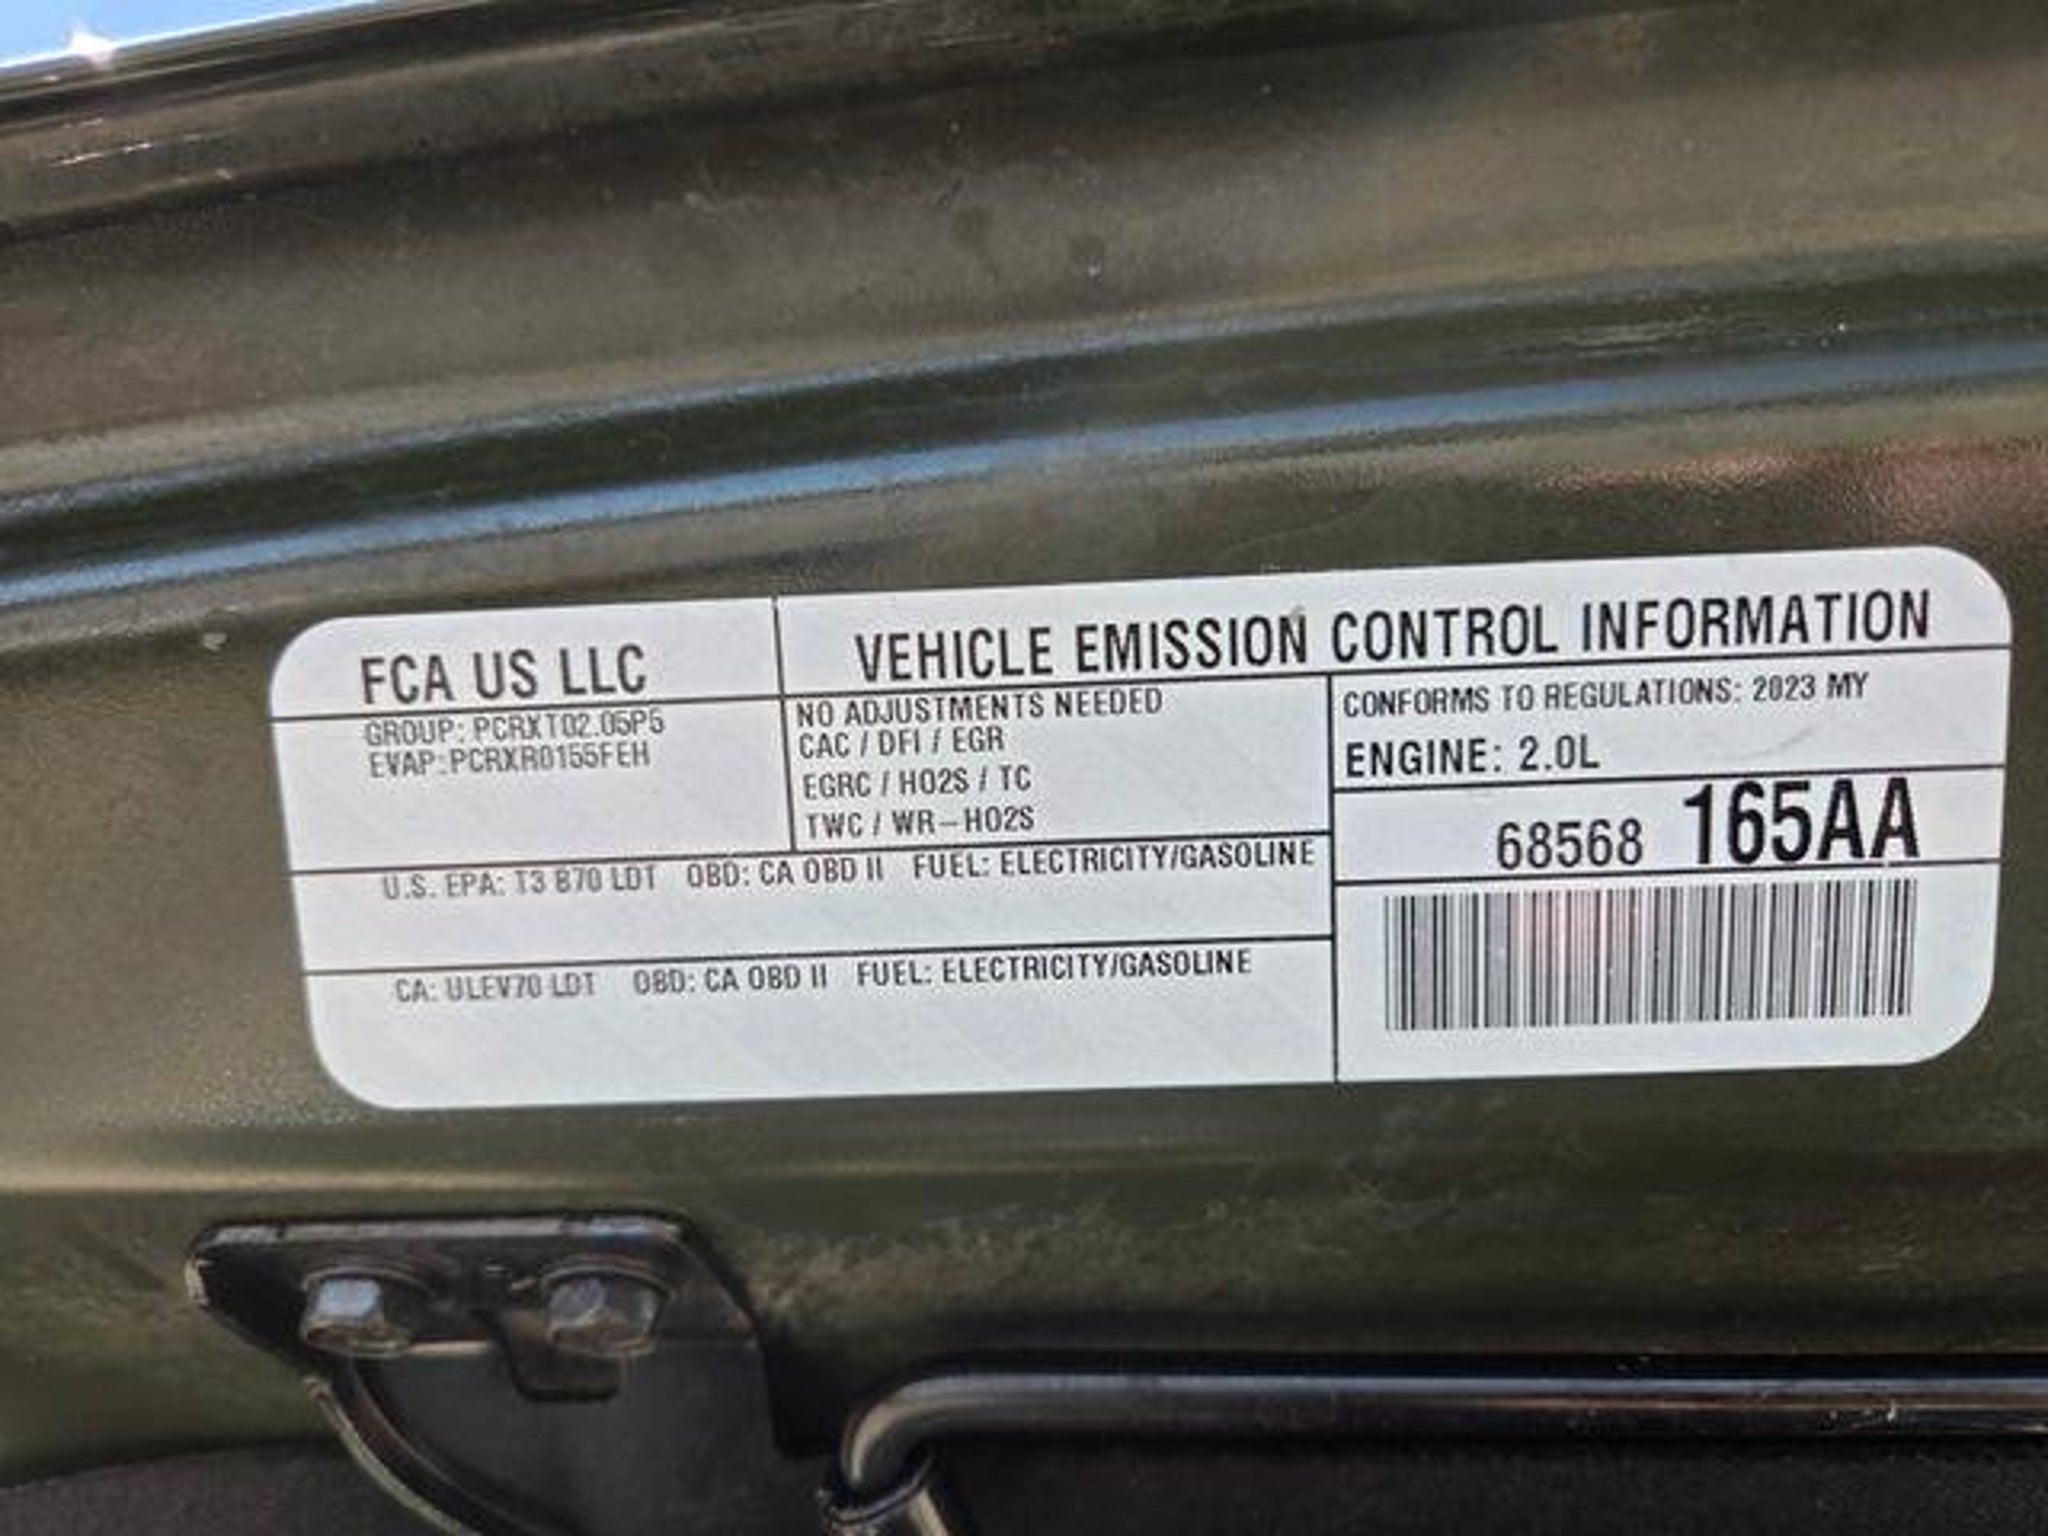 FCA US LLC
VEHICLE EMISSION CONTROL INFORMATION
GROUP: PCRXT02.05P5
EVAP:PCRXR0155FEH
NO ADJUSTMENTS NEEDED
CAC / DFI / EGR
EGRC / HO2S / TC
TWC / WR-HO2S
CONFORMS TO REGULATIONS: 2023 MY
ENGINE: 2.0L
68568 165AA
U.S. EPA: T3 B70 LDT OBD: CA OBD II FUEL: ELECTRICITY/GASOLINE
CA: ULEV70 LDT OBD: CA OBD II FUEL: ELECTRICITY/GASOLINE